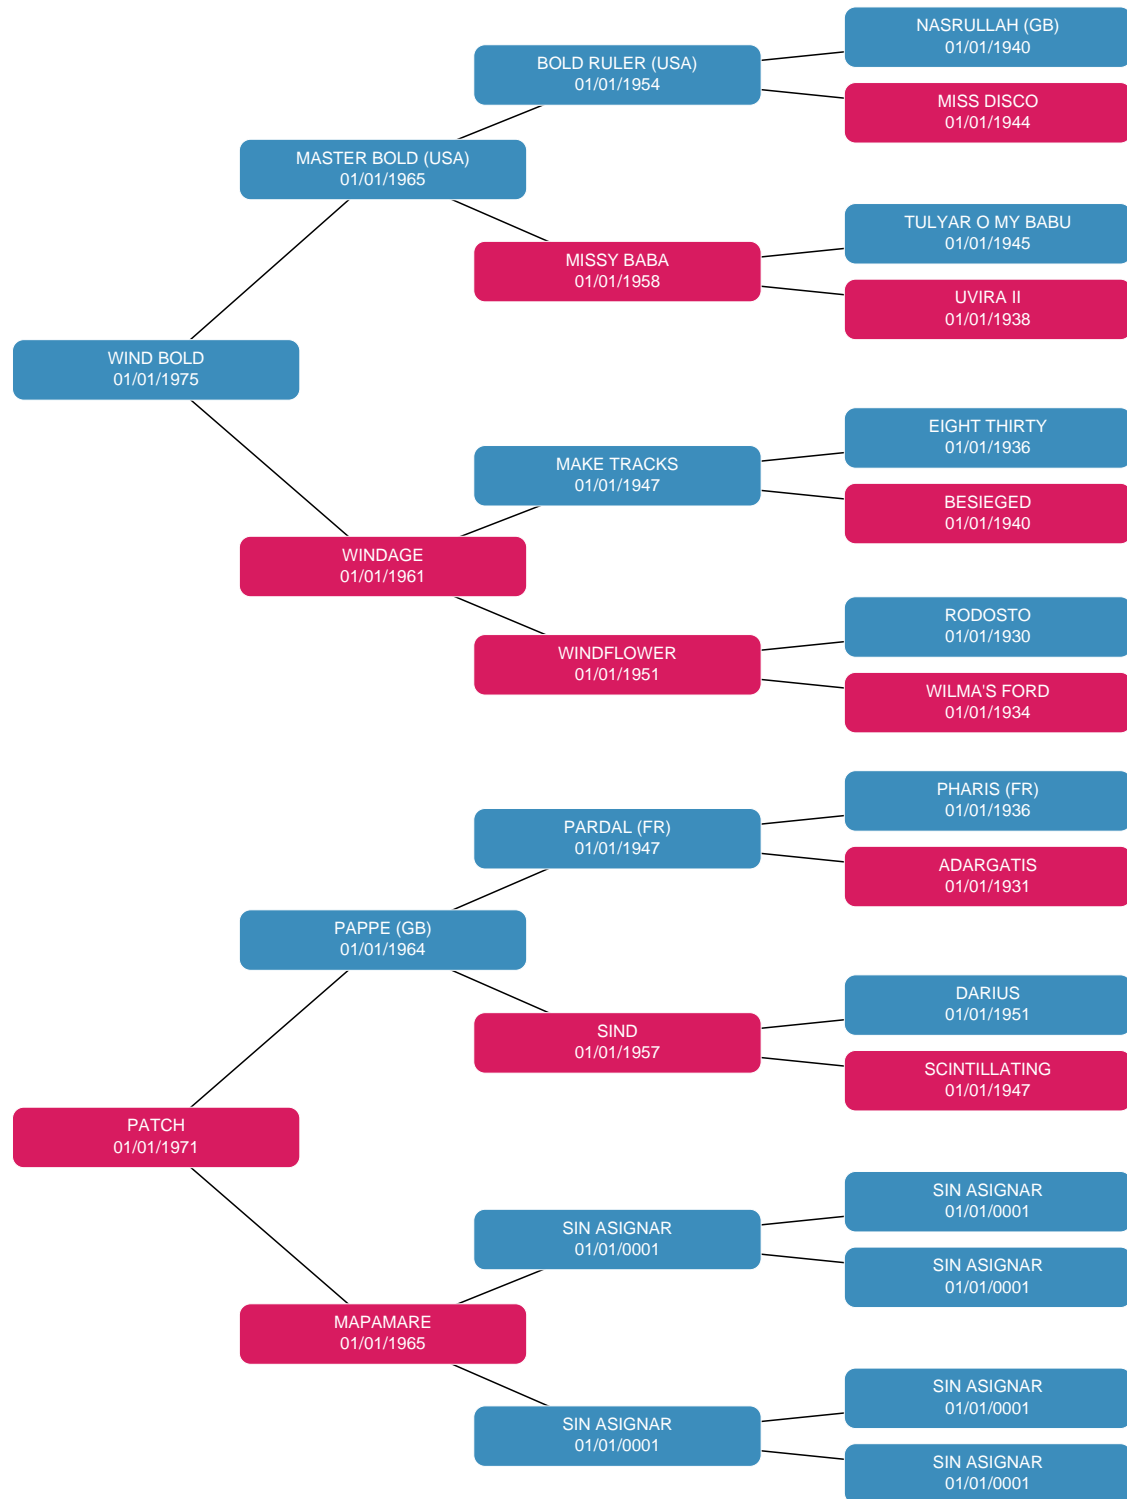 NASRULLAH (GB)
01/01/1940
BOLD RULER (USA)
01/01/1954
MISS DISCO
01/01/1944
MASTER BOLD (USA)
01/01/1965
TULYAR O MY BABU
01/01/1945
MISSY BABA
01/01/1958
UVIRA II
01/01/1938
WIND BOLD
01/01/1975
EIGHT THIRTY
01/01/1936
MAKE TRACKS
01/01/1947
BESIEGED
01/01/1940
WINDAGE
01/01/1961
RODOSTO
01/01/1930
WINDFLOWER
01/01/1951
WILMA'S FORD
01/01/1934
PHARIS (FR)
01/01/1936
PARDAL (FR)
01/01/1947
ADARGATIS
01/01/1931
PAPPE (GB)
01/01/1964
DARIUS
01/01/1951
SIND
01/01/1957
SCINTILLATING
01/01/1947
PATCH
01/01/1971
SIN ASIGNAR
01/01/0001
SIN ASIGNAR
01/01/0001
SIN ASIGNAR
01/01/0001
MAPAMARE
01/01/1965
SIN ASIGNAR
01/01/0001
SIN ASIGNAR
01/01/0001
SIN ASIGNAR
01/01/0001